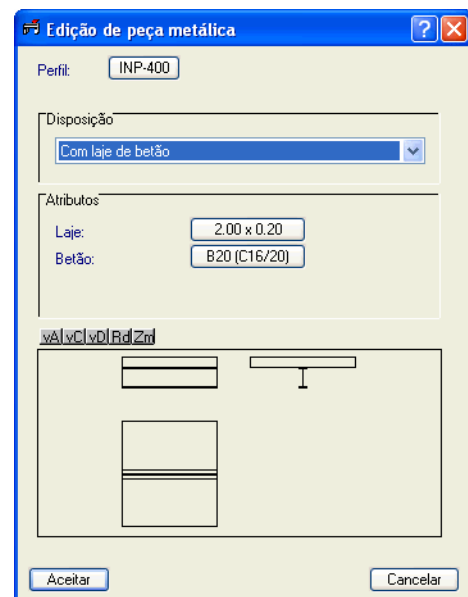 Edição de peça metálica
Perfil: INP-400
Disposição
Com laje de betão
Atributos
Laje: 2.00 x 0.20
Betão: B20 (C16/20)
vA vC vD Rd Zm
Aceitar Cancelar